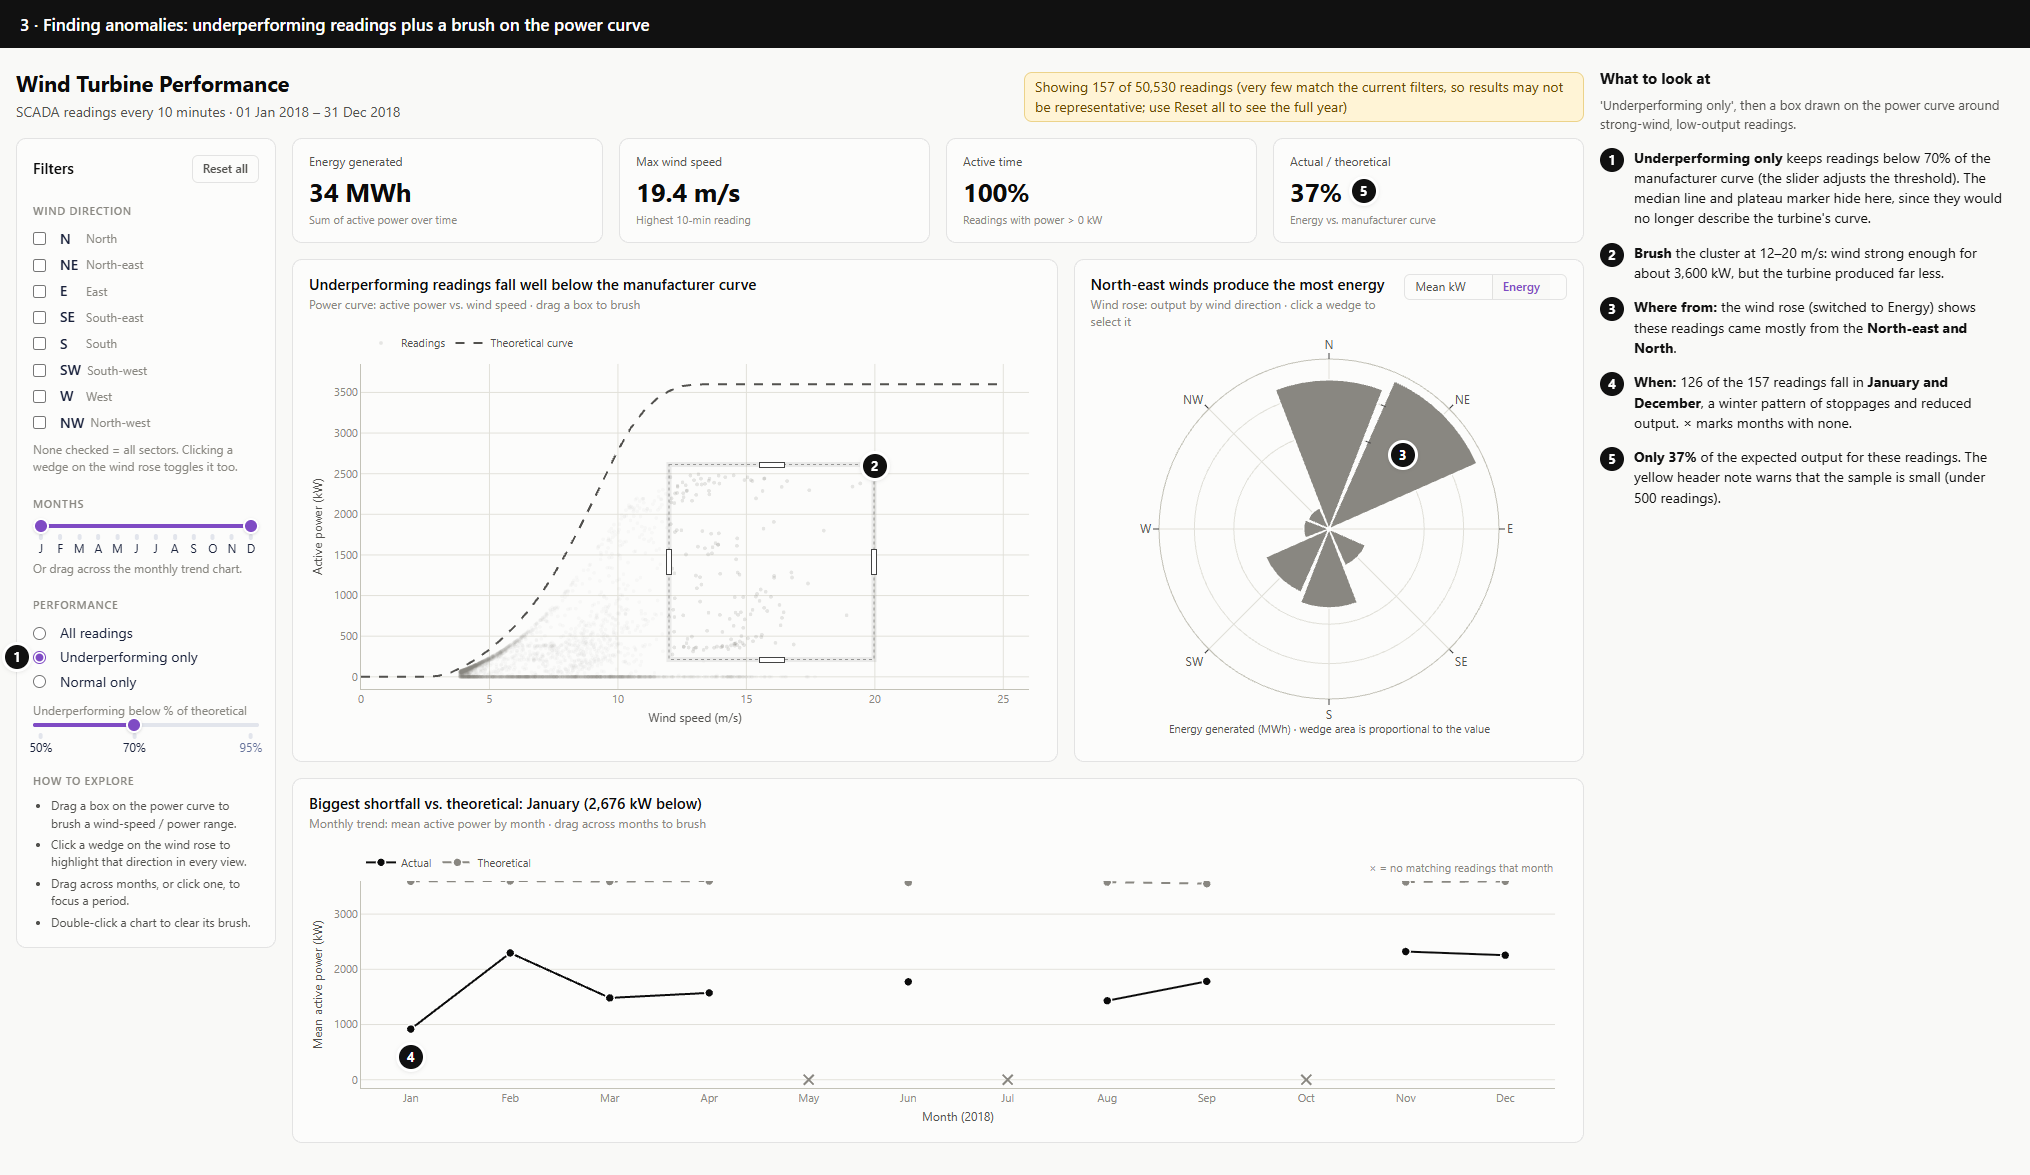 3 · Finding anomalies: underperforming readings plus a brush on the power curve
Wind Turbine Performance
SCADA readings every 10 minutes · 01 Jan 2018 – 31 Dec 2018
Showing 157 of 50,530 readings (very few match the current filters, so results may not
be representative; use Reset all to see the full year)
Filters
Reset all
WIND DIRECTION
N North
NE North-east
E East
SE South-east
S South
SW South-west
W West
NW North-west
None checked = all sectors. Clicking a
wedge on the wind rose toggles it too.
MONTHS
J F M A M J J A S O N D
Or drag across the monthly trend chart.
PERFORMANCE
All readings
1
Underperforming only
Normal only
Underperforming below % of theoretical
50% 70% 95%
HOW TO EXPLORE
• Drag a box on the power curve to
brush a wind-speed / power range.
• Click a wedge on the wind rose to
highlight that direction in every view.
• Drag across months, or click one, to
focus a period.
• Double-click a chart to clear its brush.
Energy generated
34 MWh
Sum of active power over time
Max wind speed
19.4 m/s
Highest 10-min reading
Active time
100%
Readings with power > 0 kW
Actual / theoretical
37% 5
Energy vs. manufacturer curve
Underperforming readings fall well below the manufacturer curve
Power curve: active power vs. wind speed · drag a box to brush
Readings Theoretical curve
Active power (kW)
3500
3000
2500
2000
1500
1000
500
0
2
0 5 10 15 20 25
Wind speed (m/s)
North-east winds produce the most energy
Mean kW Energy
Wind rose: output by wind direction · click a wedge to
select it
N
NW NE
3
W E
SW SE
S
Energy generated (MWh) · wedge area is proportional to the value
Biggest shortfall vs. theoretical: January (2,676 kW below)
Monthly trend: mean active power by month · drag across months to brush
Actual Theoretical
× = no matching readings that month
Mean active power (kW)
3000
2000
1000
0
4
Jan Feb Mar Apr May Jun Jul Aug Sep Oct Nov Dec
Month (2018)
What to look at
'Underperforming only', then a box drawn on the power curve around
strong-wind, low-output readings.
1 Underperforming only keeps readings below 70% of the
manufacturer curve (the slider adjusts the threshold). The
median line and plateau marker hide here, since they would
no longer describe the turbine's curve.
2 Brush the cluster at 12–20 m/s: wind strong enough for
about 3,600 kW, but the turbine produced far less.
3 Where from: the wind rose (switched to Energy) shows
these readings came mostly from the North-east and
North.
4 When: 126 of the 157 readings fall in January and
December, a winter pattern of stoppages and reduced
output. × marks months with none.
5 Only 37% of the expected output for these readings. The
yellow header note warns that the sample is small (under
500 readings).